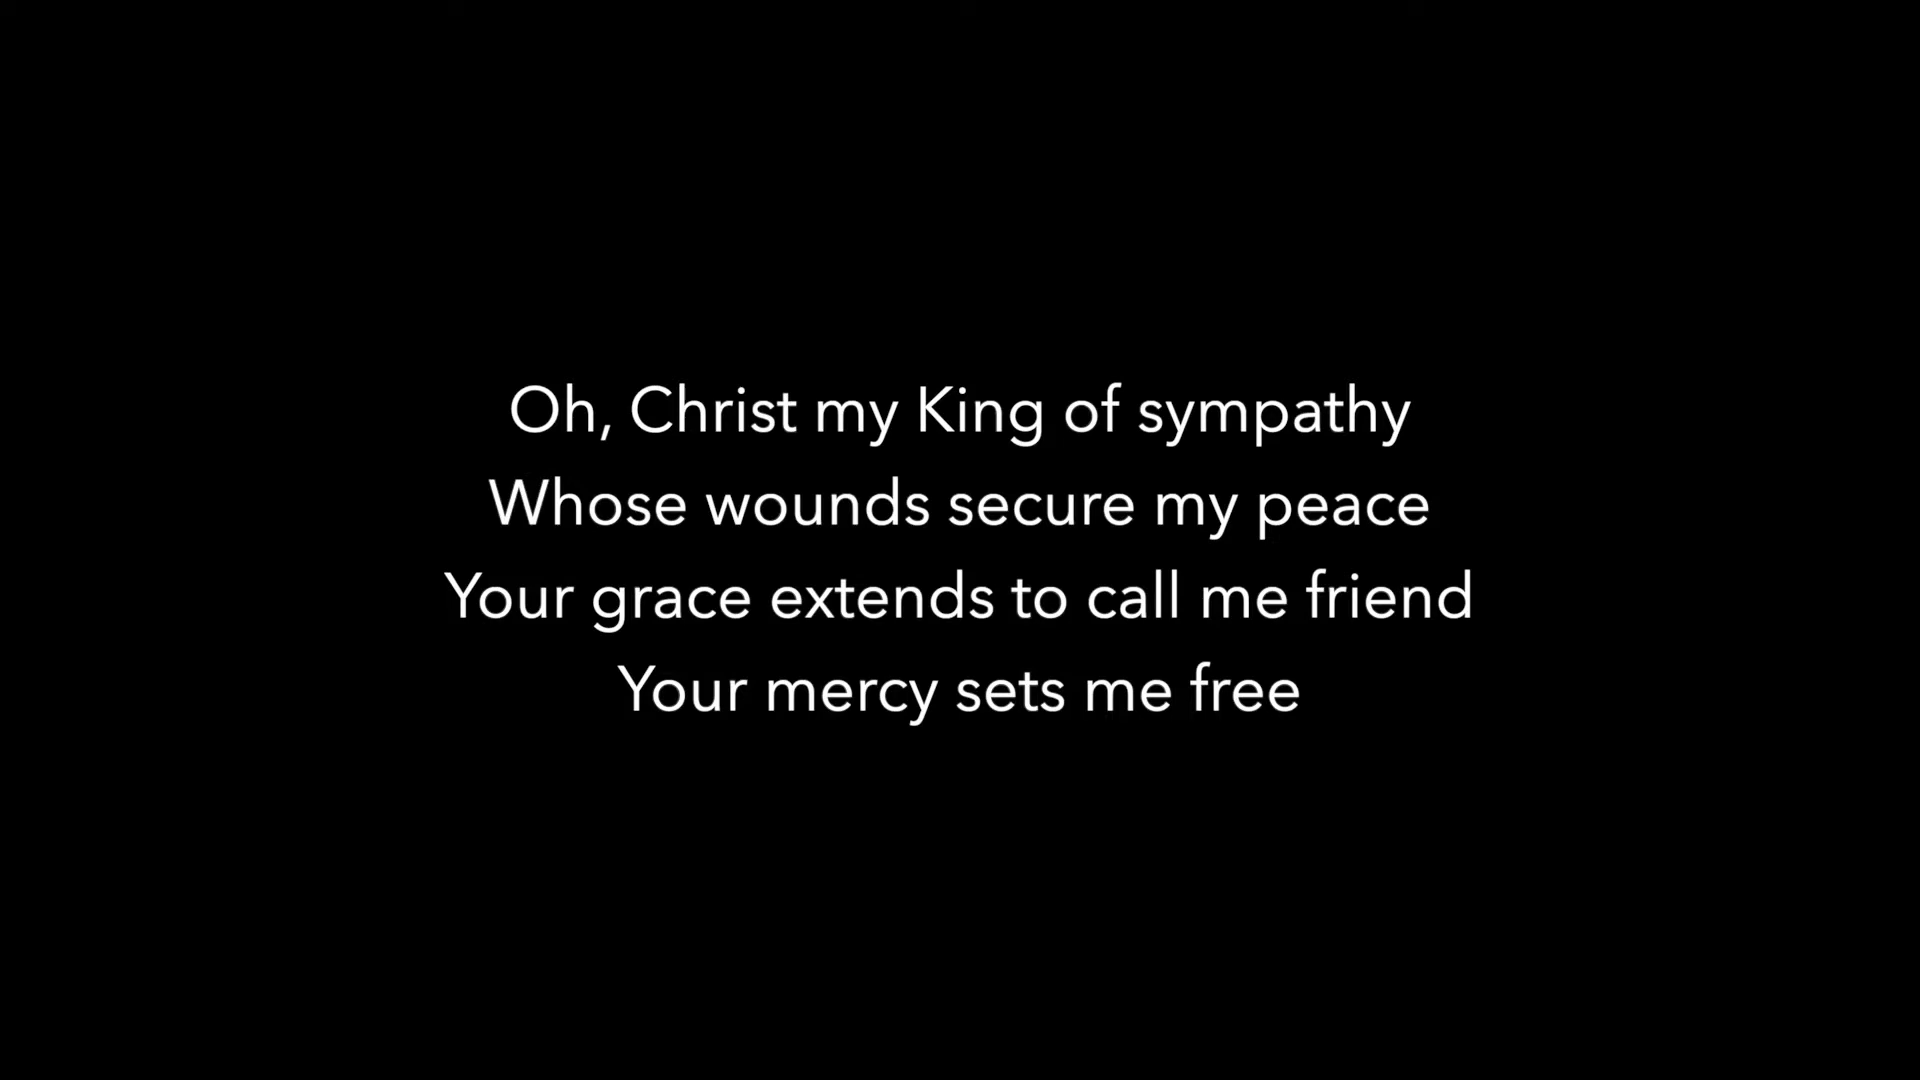 Oh, Christ my King of sympathy
Whose wounds secure my peace
Your grace extends to call me friend
Your mercy sets me free